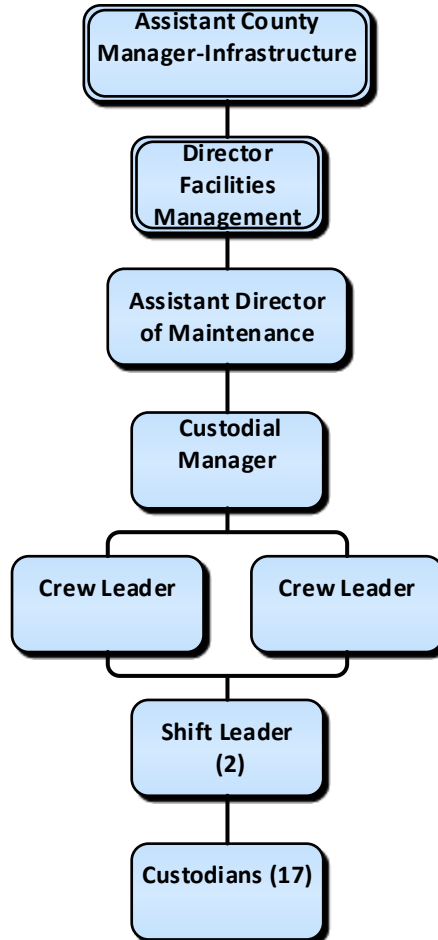 Assistant County
Manager-Infrastructure
Director
Facilities
Management
Assistant Director
of Maintenance
Custodial
Manager
Crew Leader
Crew Leader
Shift Leader
(2)
Custodians (17)